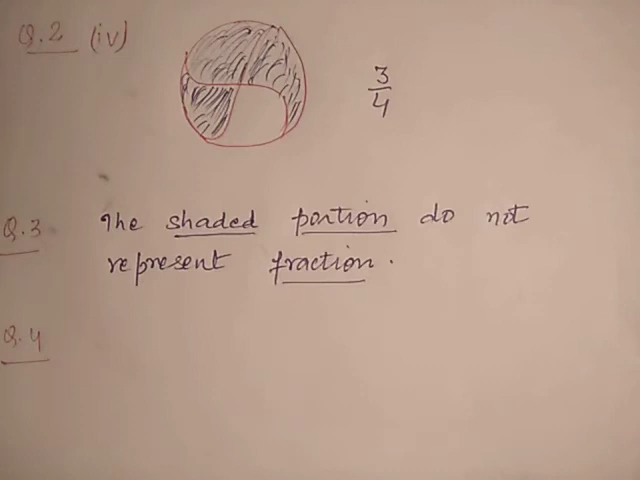 Q.2 (iv)
3
4
Q.3 The shaded portion do not
represent fraction.
Q.4